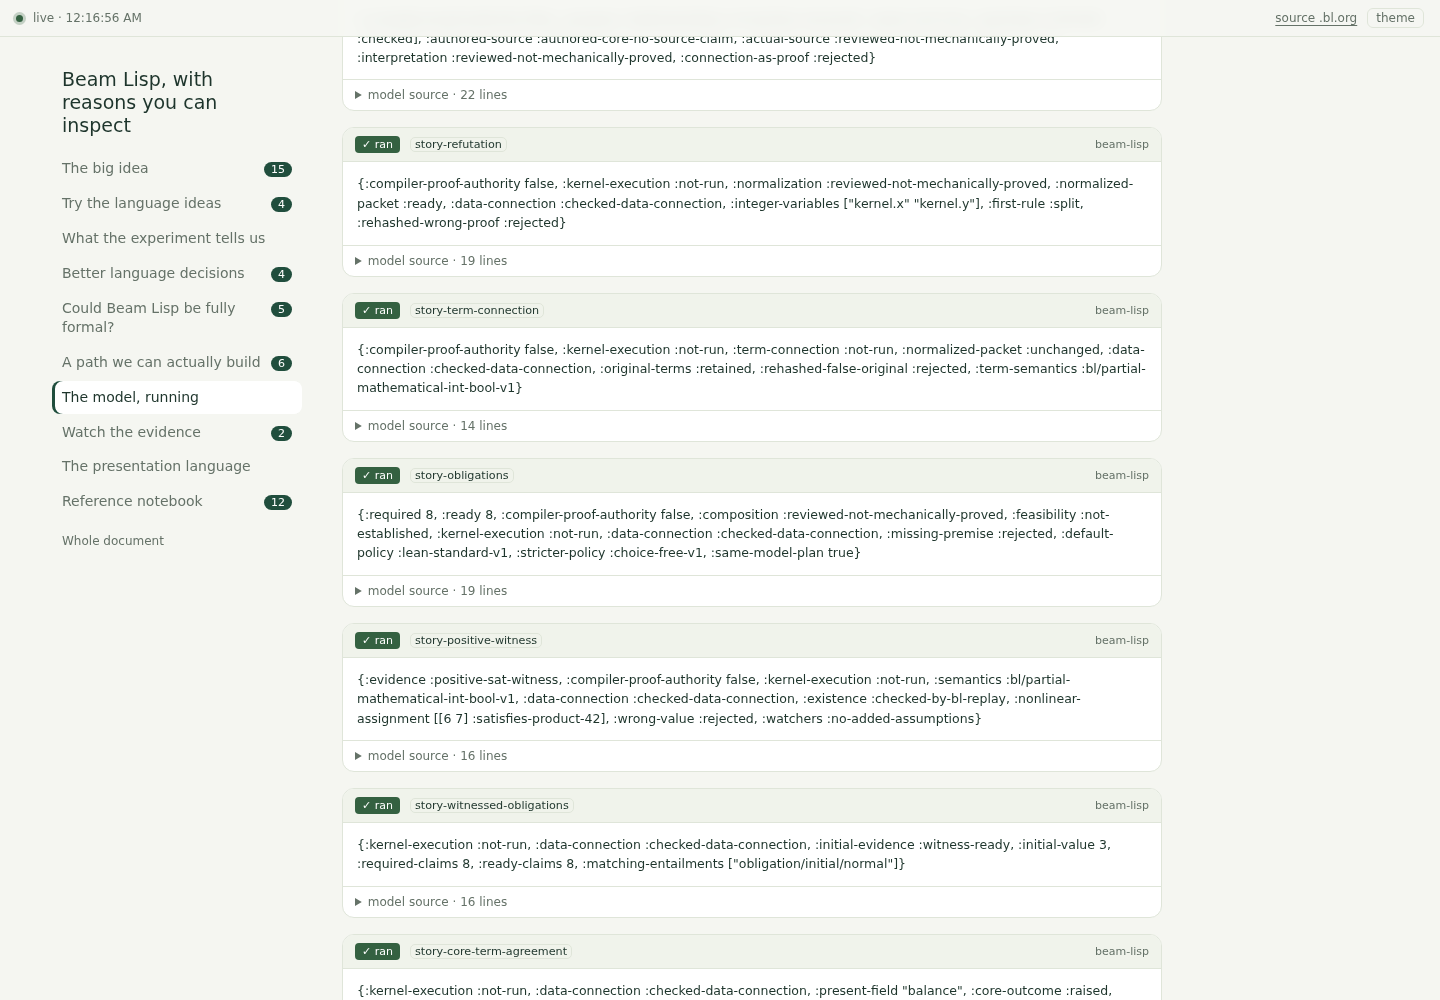 live · 12:16:56 AM
source .bl.org
theme
Beam Lisp, with
reasons you can
inspect
The big idea 15
Try the language ideas 4
What the experiment tells us
Better language decisions 4
Could Beam Lisp be fully
formal? 5
A path we can actually build 6
The model, running
Watch the evidence 2
The presentation language
Reference notebook 12
Whole document
:checked], :authored-source :authored-core-no-source-claim, :actual-source :reviewed-not-mechanically-proved,
:interpretation :reviewed-not-mechanically-proved, :connection-as-proof :rejected}
▶ model source · 22 lines
✓ ran story-refutation beam-lisp
{:compiler-proof-authority false, :kernel-execution :not-run, :normalization :reviewed-not-mechanically-proved, :normalized-
packet :ready, :data-connection :checked-data-connection, :integer-variables ["kernel.x" "kernel.y"], :first-rule :split,
:rehashed-wrong-proof :rejected}
▶ model source · 19 lines
✓ ran story-term-connection beam-lisp
{:compiler-proof-authority false, :kernel-execution :not-run, :term-connection :not-run, :normalized-packet :unchanged, :data-
connection :checked-data-connection, :original-terms :retained, :rehashed-false-original :rejected, :term-semantics :bl/partial-
mathematical-int-bool-v1}
▶ model source · 14 lines
✓ ran story-obligations beam-lisp
{:required 8, :ready 8, :compiler-proof-authority false, :composition :reviewed-not-mechanically-proved, :feasibility :not-
established, :kernel-execution :not-run, :data-connection :checked-data-connection, :missing-premise :rejected, :default-
policy :lean-standard-v1, :stricter-policy :choice-free-v1, :same-model-plan true}
▶ model source · 19 lines
✓ ran story-positive-witness beam-lisp
{:evidence :positive-sat-witness, :compiler-proof-authority false, :kernel-execution :not-run, :semantics :bl/partial-
mathematical-int-bool-v1, :data-connection :checked-data-connection, :existence :checked-by-bl-replay, :nonlinear-
assignment [[6 7] :satisfies-product-42], :wrong-value :rejected, :watchers :no-added-assumptions}
▶ model source · 16 lines
✓ ran story-witnessed-obligations beam-lisp
{:kernel-execution :not-run, :data-connection :checked-data-connection, :initial-evidence :witness-ready, :initial-value 3,
:required-claims 8, :ready-claims 8, :matching-entailments ["obligation/initial/normal"]}
▶ model source · 16 lines
✓ ran story-core-term-agreement beam-lisp
{:kernel-execution :not-run, :data-connection :checked-data-connection, :present-field "balance", :core-outcome :raised,